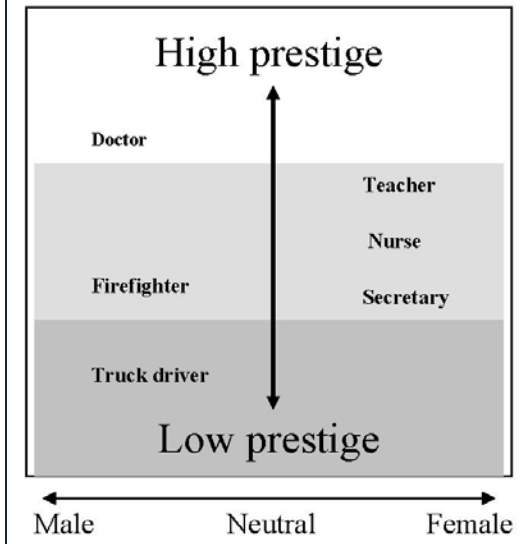 High prestige
Doctor
Teacher
Nurse
Firefighter
Secretary
Truck driver
Low prestige
Male Neutral Female